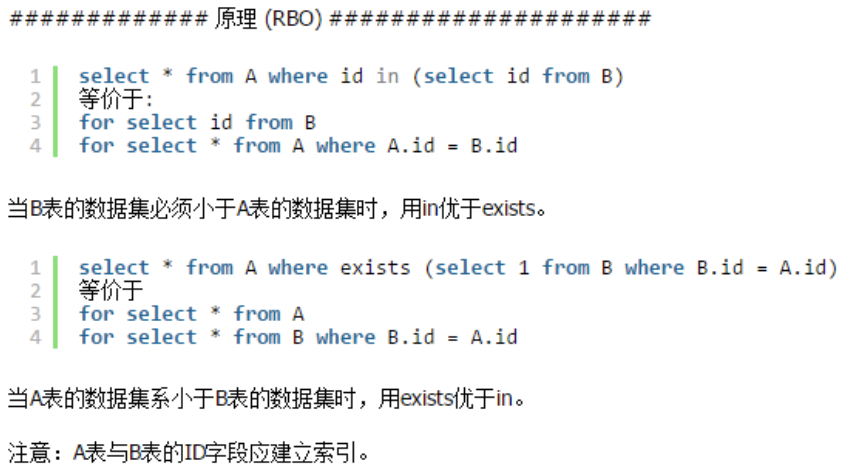 ############# 原理 (RBO) #####################
1 select * from A where id in (select id from B)
2 等价于:
3 for select id from B
4 for select * from A where A.id = B.id
当B表的数据集必须小于A表的数据集时，用in优于exists。
1 select * from A where exists (select 1 from B where B.id = A.id)
2 等价于
3 for select * from A
4 for select * from B where B.id = A.id
当A表的数据集系小于B表的数据集时，用exists优于in。
注意：A表与B表的ID字段应建立索引。